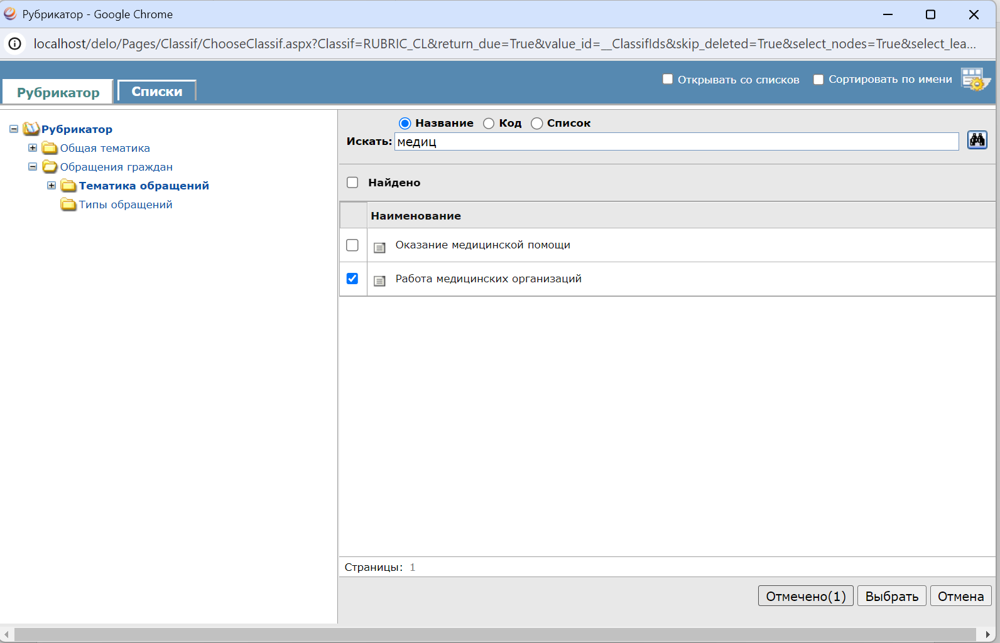 Рубрикатор - Google Chrome
localhost/delo/Pages/Classif/ChooseClassif.aspx?Classif=RUBRIC_CL&return_due=True&value_id=__ClassifIds&skip_deleted=True&select_nodes=True&select_lea...
Рубрикатор Списки
Открывать со списков Сортировать по имени
Рубрикатор
Общая тематика
Обращения граждан
Тематика обращений
Типы обращений
Название Код Список
Искать: медиц
Найдено
Наименование
Оказание медицинской помощи
Работа медицинских организаций
Страницы: 1
Отмечено(1) Выбрать Отмена